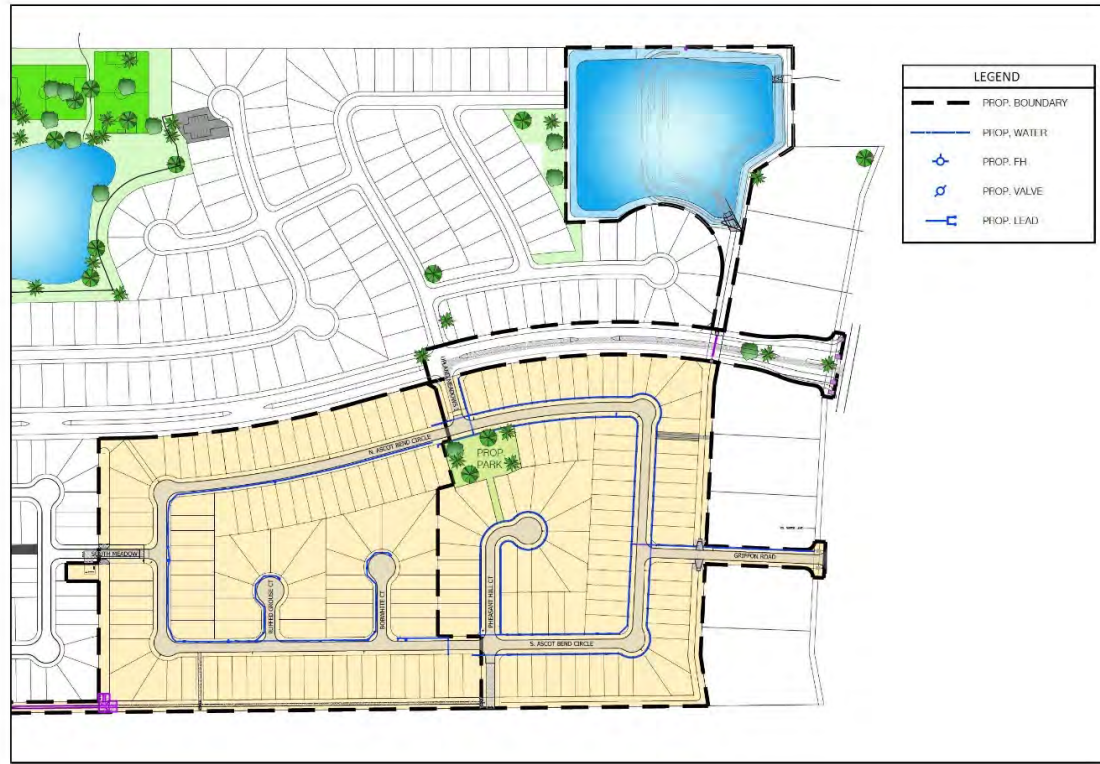 LEGEND
PROP. BOUNDARY
PROP. WATER
PROP. FH
PROP. VALVE
PROP. LEAD
N. ASCOT BEND CIRCLE
PROP.
PARK
SOUTH MEADOW
RUFFED GROUSE CT
BOBWHITE CT
PHEASANT HILL CT
GRIFFON ROAD
S. ASCOT BEND CIRCLE